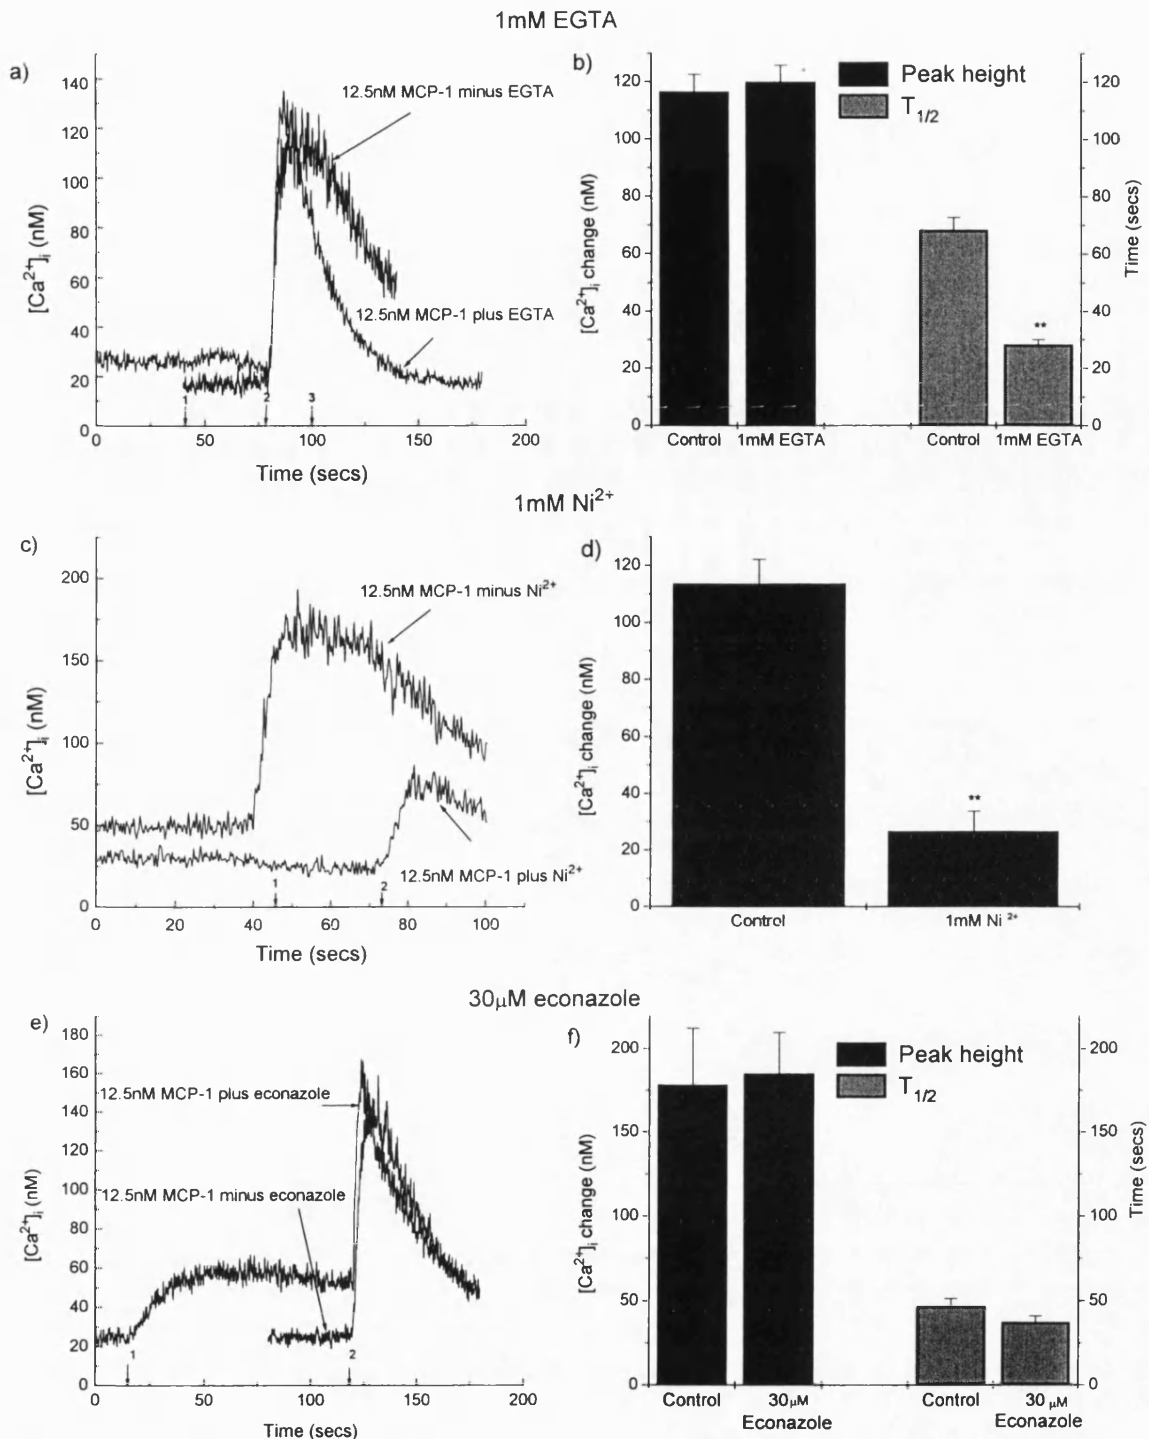 1mM EGTA
a)
140
120
100
80
60
40
20
0
[Ca²⁺]ᵢ (nM)
12.5nM MCP-1 minus EGTA
12.5nM MCP-1 plus EGTA
1
2
3
0
50
100
150
200
Time (secs)
b)
120
100
80
60
40
20
0
[Ca²⁺]ᵢ change (nM)
Peak height
T₁/₂
**
Control
1mM EGTA
Control
1mM EGTA
120
100
80
60
40
20
0
Time (secs)
1mM Ni²⁺
c)
200
150
100
50
0
[Ca²⁺]ᵢ (nM)
12.5nM MCP-1 minus Ni²⁺
12.5nM MCP-1 plus Ni²⁺
1
2
0
20
40
60
80
100
Time (secs)
d)
120
100
80
60
40
20
0
[Ca²⁺]ᵢ change (nM)
**
Control
1mM Ni ²⁺
30µM econazole
e)
180
160
140
120
100
80
60
40
20
0
[Ca²⁺]ᵢ (nM)
12.5nM MCP-1 plus econazole
12.5nM MCP-1 minus econazole
1
2
0
50
100
150
200
Time (secs)
f)
200
150
100
50
0
[Ca²⁺]ᵢ change (nM)
Peak height
T₁/₂
Control
30µM
Econazole
Control
30 µM
Econazole
200
150
100
50
0
Time (secs)